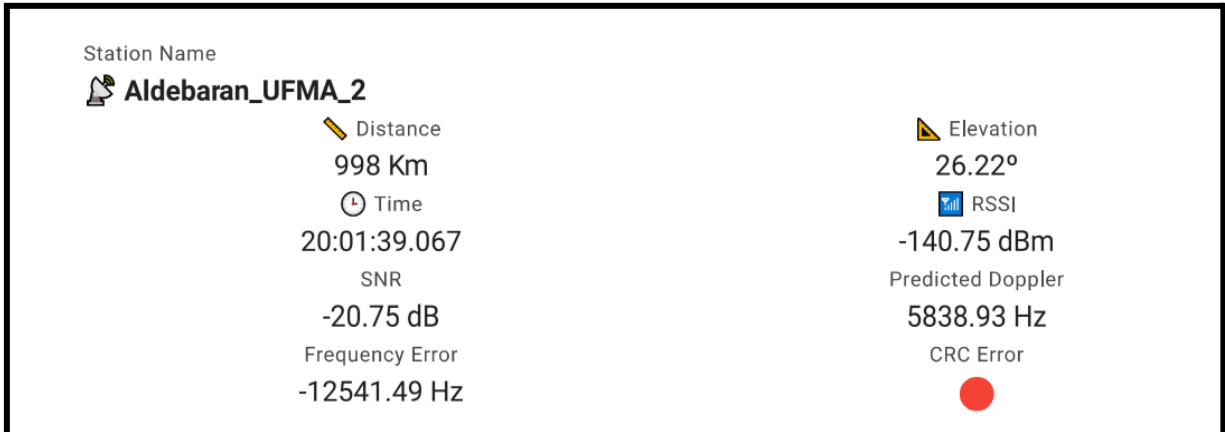 Station Name
Aldebaran_UFMA_2
Distance
998 Km
Time
20:01:39.067
SNR
-20.75 dB
Frequency Error
-12541.49 Hz
Elevation
26.22º
RSSI
-140.75 dBm
Predicted Doppler
5838.93 Hz
CRC Error